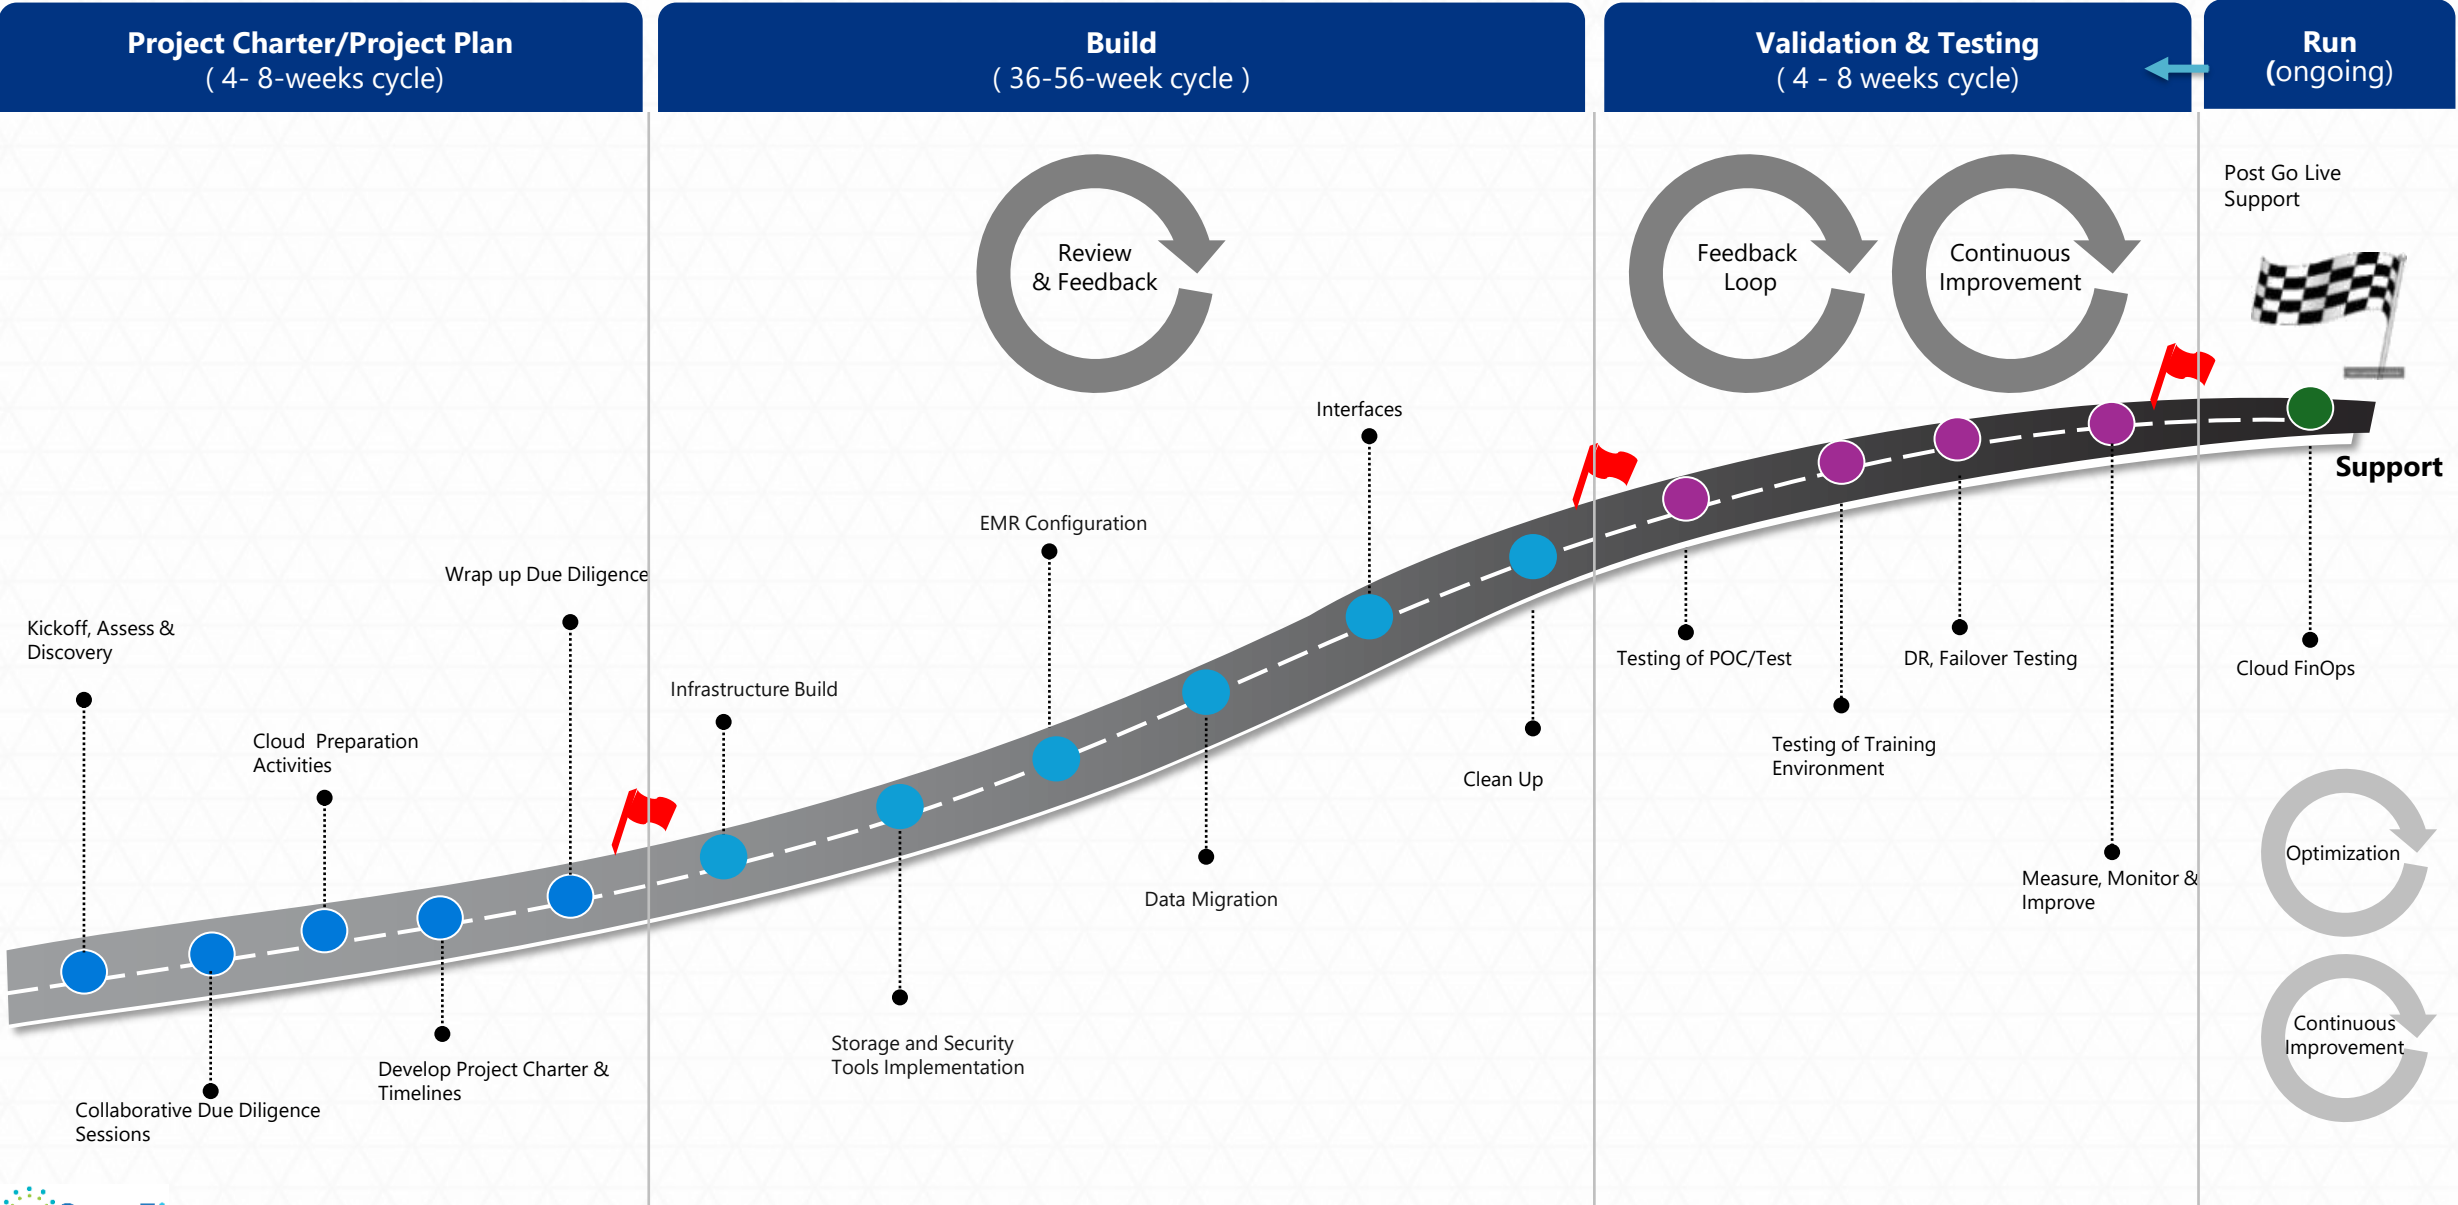 Project Charter/Project Plan
( 4- 8-weeks cycle)
Build
( 36-56-week cycle )
Validation & Testing
( 4 - 8 weeks cycle)
Run
(ongoing)
Review
& Feedback
Feedback
Loop
Continuous
Improvement
Post Go Live
Support
Interfaces
EMR Configuration
Wrap up Due Diligence
Kickoff, Assess &
Discovery
Cloud  Preparation
Activities
Infrastructure Build
Support
Testing of POC/Test
DR, Failover Testing
Cloud FinOps
Testing of Training
Environment
Clean Up
Data Migration
Measure, Monitor &
Improve
Optimization
Storage and Security
Tools Implementation
Develop Project Charter &
Timelines
Collaborative Due Diligence
Sessions
Continuous
Improvement